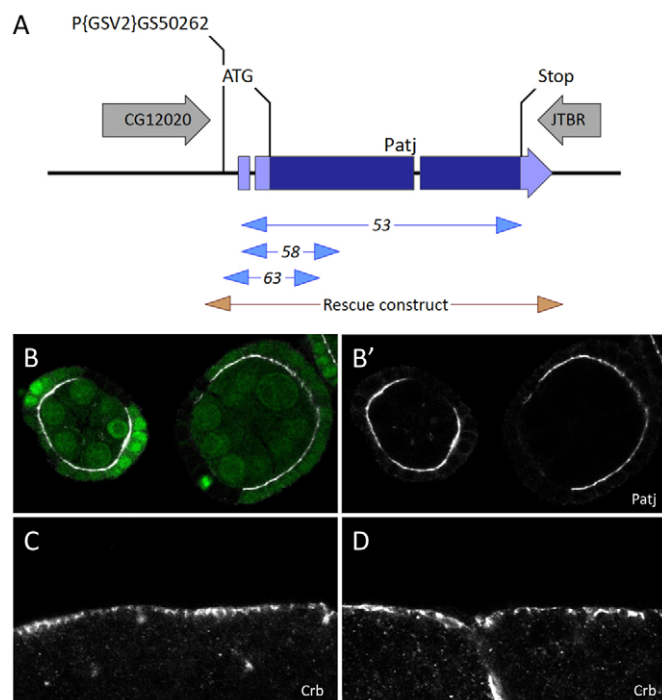 A
P{GSV2}GS50262
ATG
Stop
CG12020
JTBR
Patj
53
58
63
Rescue construct
B
B’
Patj
C
D
Crb
Crb